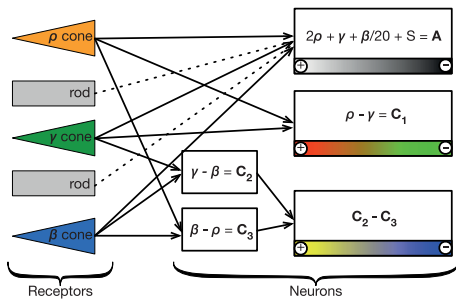 ρ cone
rod
γ cone
rod
β cone
Receptors
γ - β = C₂
β - ρ = C₃
2ρ + γ + β/20 + S = A
+ −
ρ - γ = C₁
+ −
C₂ - C₃
+ −
Neurons